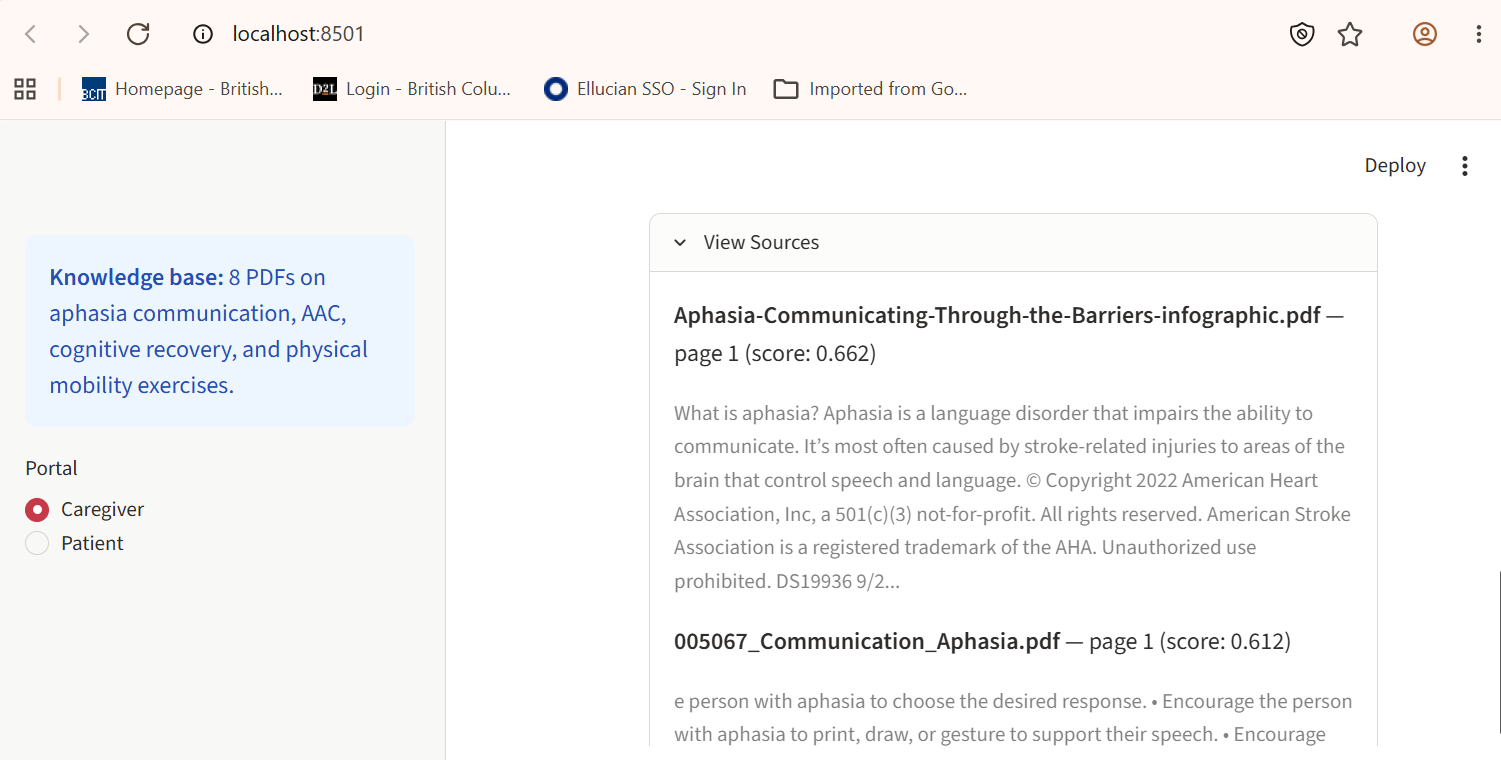 localhost:8501
Homepage - British...
D2L Login - British Colu...
Ellucian SSO - Sign In
Imported from Go...
Deploy
Knowledge base: 8 PDFs on
aphasia communication, AAC,
cognitive recovery, and physical
mobility exercises.
Portal
Caregiver
Patient
View Sources
Aphasia-Communicating-Through-the-Barriers-infographic.pdf —
page 1 (score: 0.662)
What is aphasia? Aphasia is a language disorder that impairs the ability to
communicate. It’s most often caused by stroke-related injuries to areas of the
brain that control speech and language. © Copyright 2022 American Heart
Association, Inc, a 501(c)(3) not-for-profit. All rights reserved. American Stroke
Association is a registered trademark of the AHA. Unauthorized use
prohibited. DS19936 9/2...
005067_Communication_Aphasia.pdf — page 1 (score: 0.612)
e person with aphasia to choose the desired response. • Encourage the person
with aphasia to print, draw, or gesture to support their speech. • Encourage